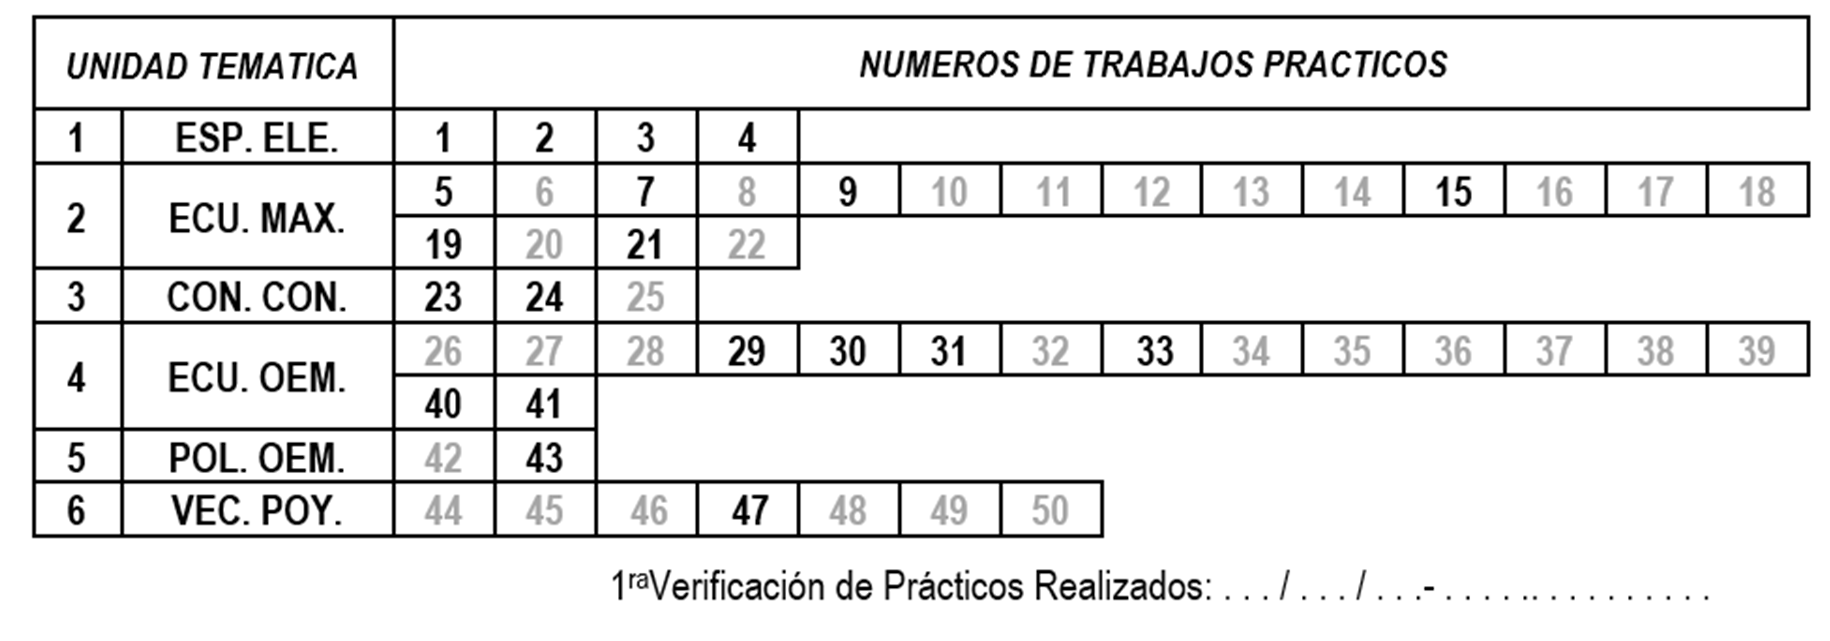 UNIDAD TEMATICA NUMEROS DE TRABAJOS PRACTICOS
1 ESP. ELE. 1 2 3 4
2 ECU. MAX. 5 6 7 8 9 10 11 12 13 14 15 16 17 18
19 20 21 22
3 CON. CON. 23 24 25
4 ECU. OEM. 26 27 28 29 30 31 32 33 34 35 36 37 38 39
40 41
5 POL. OEM. 42 43
6 VEC. POY. 44 45 46 47 48 49 50
1raVerificación de Prácticos Realizados: . . . / . . . / . . .- . . . . .. . . . . . . . . .